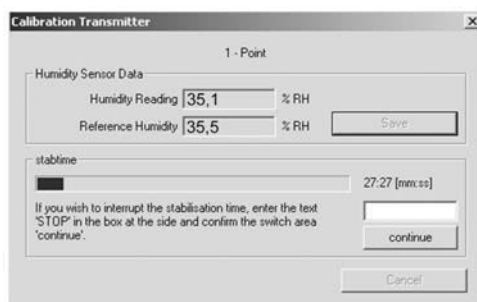 Calibration Transmitter
1 - Point
Humidity Sensor Data
Humidity Reading 35,1 % RH
Reference Humidity 35,5 % RH
Save
stabtime
27:27 [mm:ss]
If you wish to interrupt the stabilisation time, enter the text
'STOP' in the box at the side and confirm the switch area
'continue'.
continue
Cancel